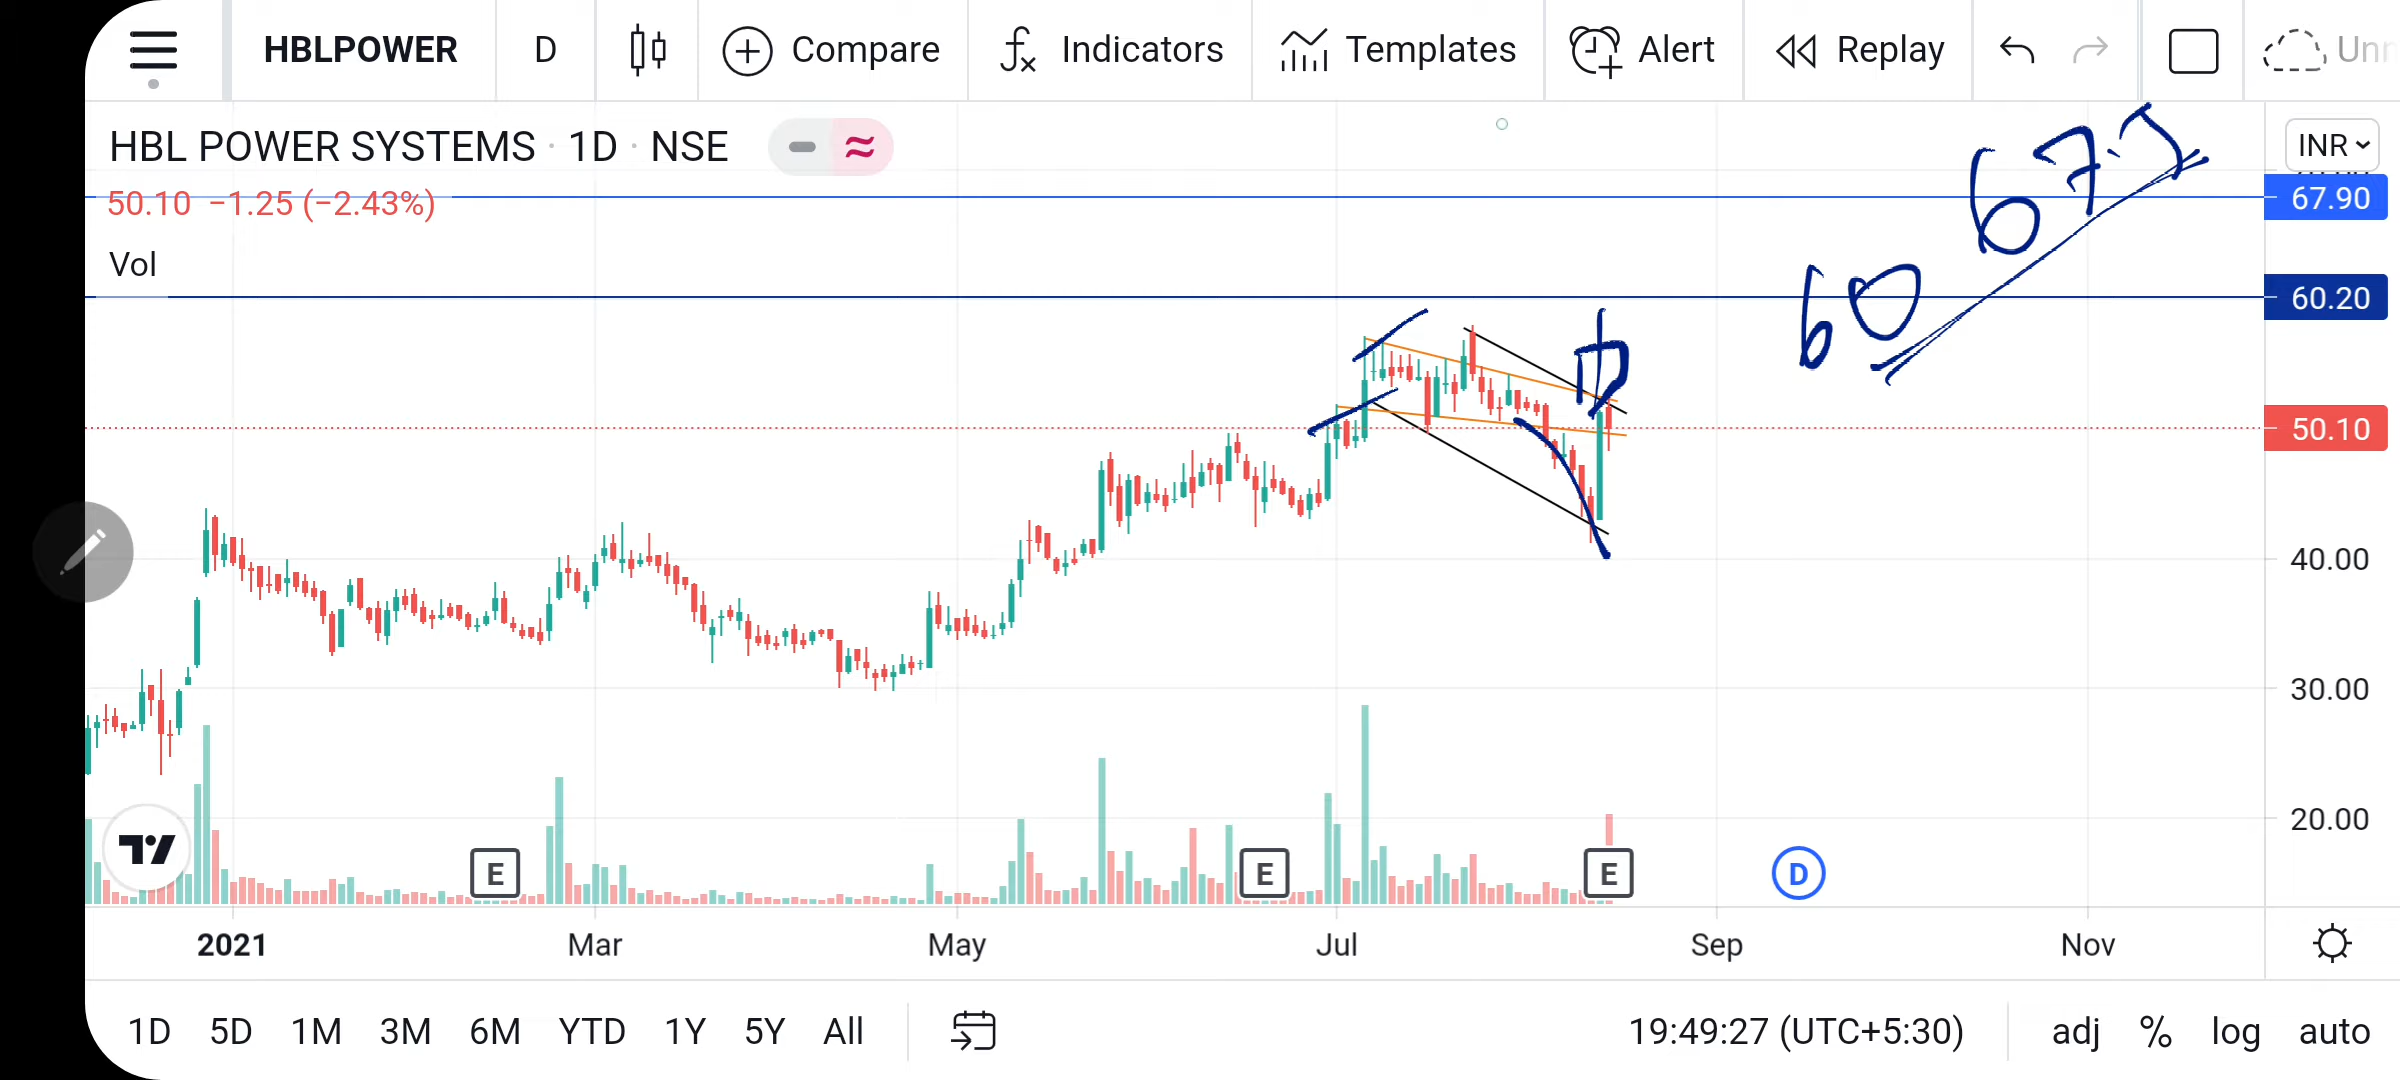 HBLPOWER D Compare Indicators Templates Alert Replay
HBL POWER SYSTEMS · 1D · NSE
INR
50.10 −1.25 (−2.43%)
67.90
Vol
60.20
60
50.10
40.00
30.00
20.00
E E E D
2021 Mar May Jul Sep Nov
1D 5D 1M 3M 6M YTD 1Y 5Y All 19:49:27 (UTC+5:30) adj % log auto